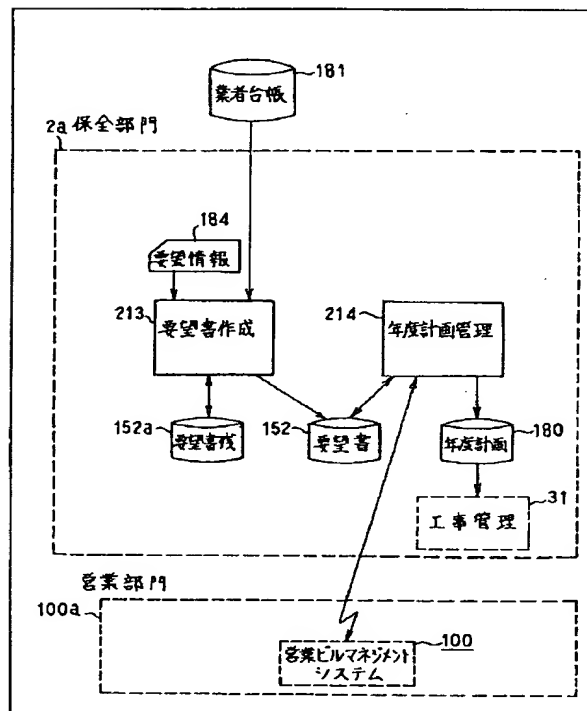 181
業者台帳
2a 保全部門
184
要望情報
213
要望書作成
214
年度計画管理
152a
要望書残
152
要望書
180
年度計画
31
工事管理
営業部門
100a
100
営業ビルマネジメント
システム